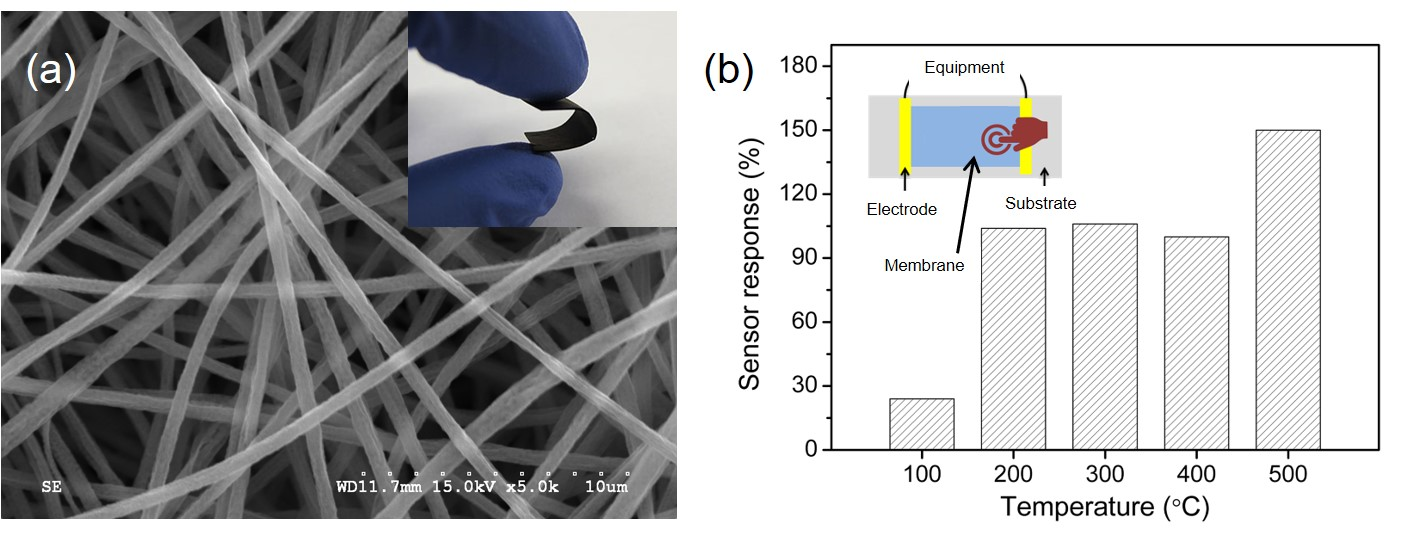 (a)
SE
WD11.7mm 15.0kV x5.0k 10um
(b)
Sensor response (%)
180
150
120
90
60
30
0
Equipment
Electrode
Substrate
Membrane
100 200 300 400 500
Temperature (°C)